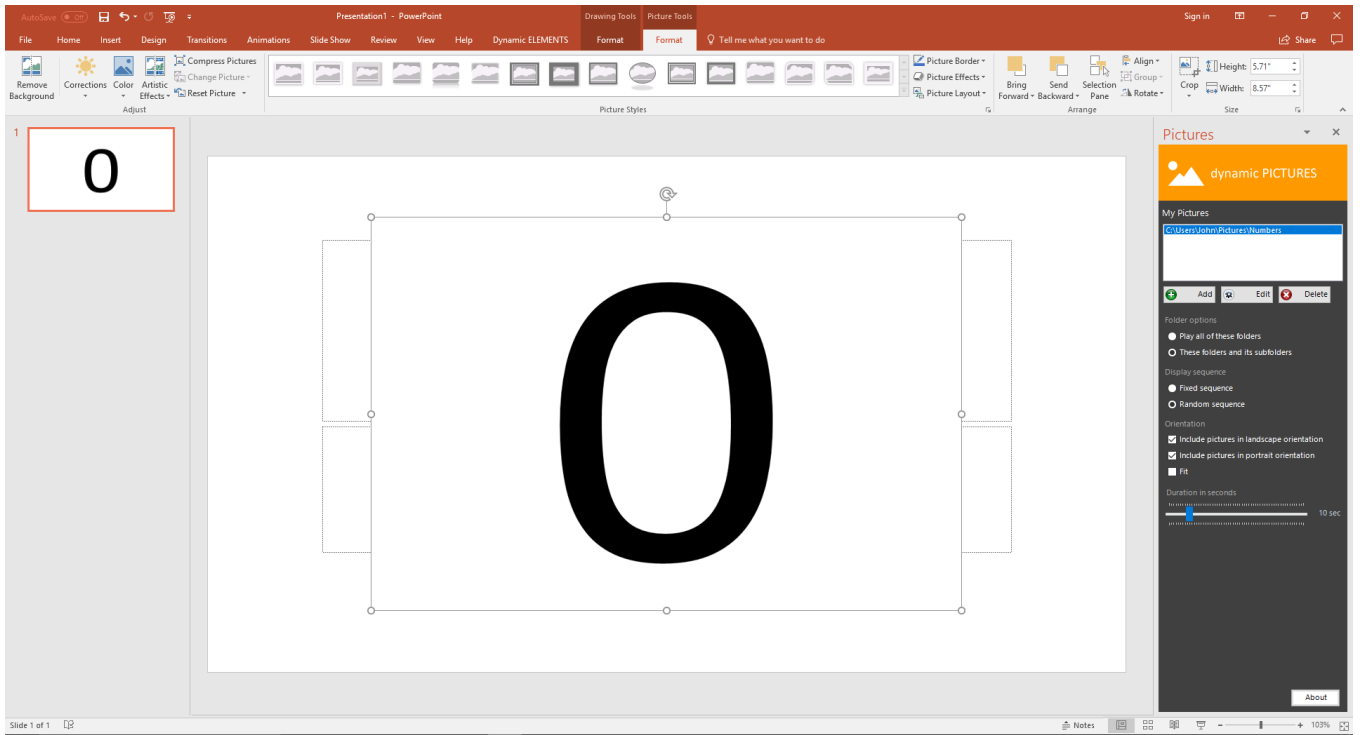 AutoSave Off Presentation1 - PowerPoint Drawing Tools Picture Tools Sign in
File Home Insert Design Transitions Animations Slide Show Review View Help Dynamic ELEMENTS Format Format Tell me what you want to do Share
Remove Background
Corrections
Color
Artistic Effects
Compress Pictures
Change Picture
Reset Picture
Adjust
Picture Styles
Picture Border
Picture Effects
Picture Layout
Bring Forward
Send Backward
Selection Pane
Align
Group
Rotate
Arrange
Crop
Height: 5.71"
Width: 8.57"
Size
1
0
0
Pictures
dynamic PICTURES
My Pictures
C:\Users\John\Pictures\Numbers
Add Edit Delete
Folder options
Play all of these folders
These folders and its subfolders
Display sequence
Fixed sequence
Random sequence
Orientation
Include pictures in landscape orientation
Include pictures in portrait orientation
Fit
Duration in seconds
10 sec
About
Slide 1 of 1 Notes 103%